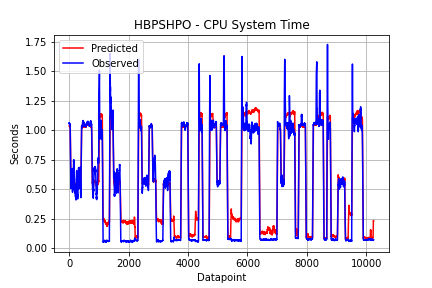 HBPSHPO - CPU System Time
Predicted
Observed
1.75
1.50
1.25
1.00
0.75
0.50
0.25
0.00
Seconds
0 2000 4000 6000 8000 10000
Datapoint